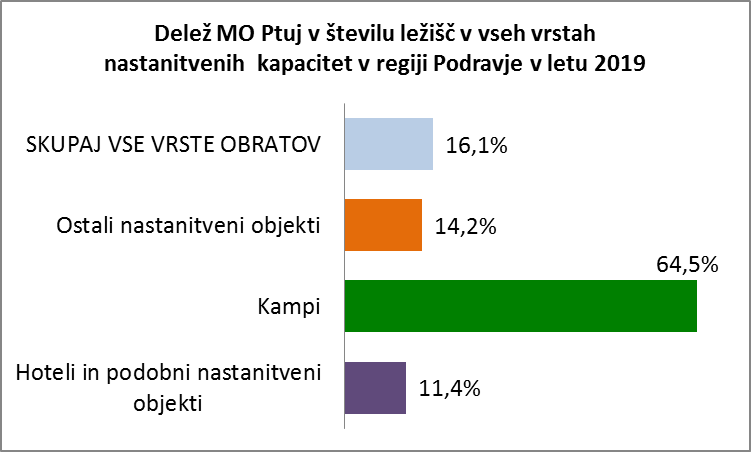 Delež MO Ptuj v številu ležišč v vseh vrstah
nastanitvenih kapacitet v regiji Podravje v letu 2019
SKUPAJ VSE VRSTE OBRATOV
16,1%
Ostali nastanitveni objekti
14,2%
64,5%
Kampi
Hoteli in podobni nastanitveni
objekti
11,4%